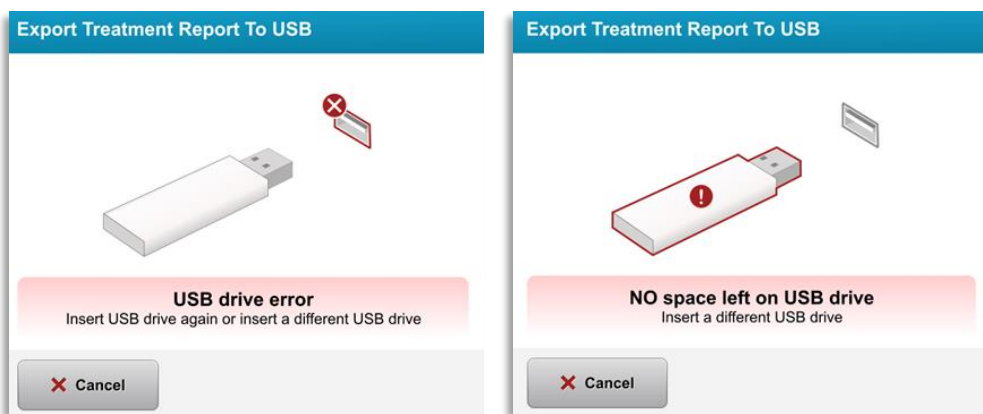 Export Treatment Report To USB
USB drive error
Insert USB drive again or insert a different USB drive
Cancel
Export Treatment Report To USB
NO space left on USB drive
Insert a different USB drive
Cancel